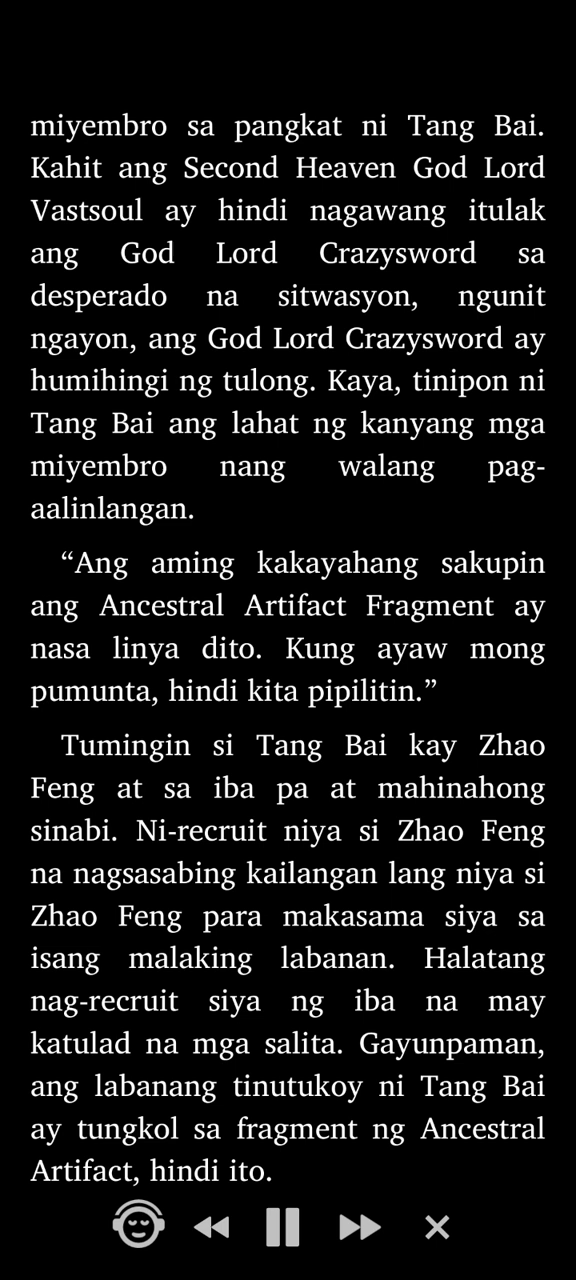 miyembro sa pangkat ni Tang Bai.
Kahit ang Second Heaven God Lord
Vastsoul ay hindi nagawang itulak
ang God Lord Crazysword sa
desperado na sitwasyon, ngunit
ngayon, ang God Lord Crazysword ay
humihingi ng tulong. Kaya, tinipon ni
Tang Bai ang lahat ng kanyang mga
miyembro nang walang pag-
aalinlangan.
“Ang aming kakayahang sakupin
ang Ancestral Artifact Fragment ay
nasa linya dito. Kung ayaw mong
pumunta, hindi kita pipilitin.”
Tumingin si Tang Bai kay Zhao
Feng at sa iba pa at mahinahong
sinabi. Ni-recruit niya si Zhao Feng
na nagsasabing kailangan lang niya si
Zhao Feng para makasama siya sa
isang malaking labanan. Halatang
nag-recruit siya ng iba na may
katulad na mga salita. Gayunpaman,
ang labanang tinutukoy ni Tang Bai
ay tungkol sa fragment ng Ancestral
Artifact, hindi ito.